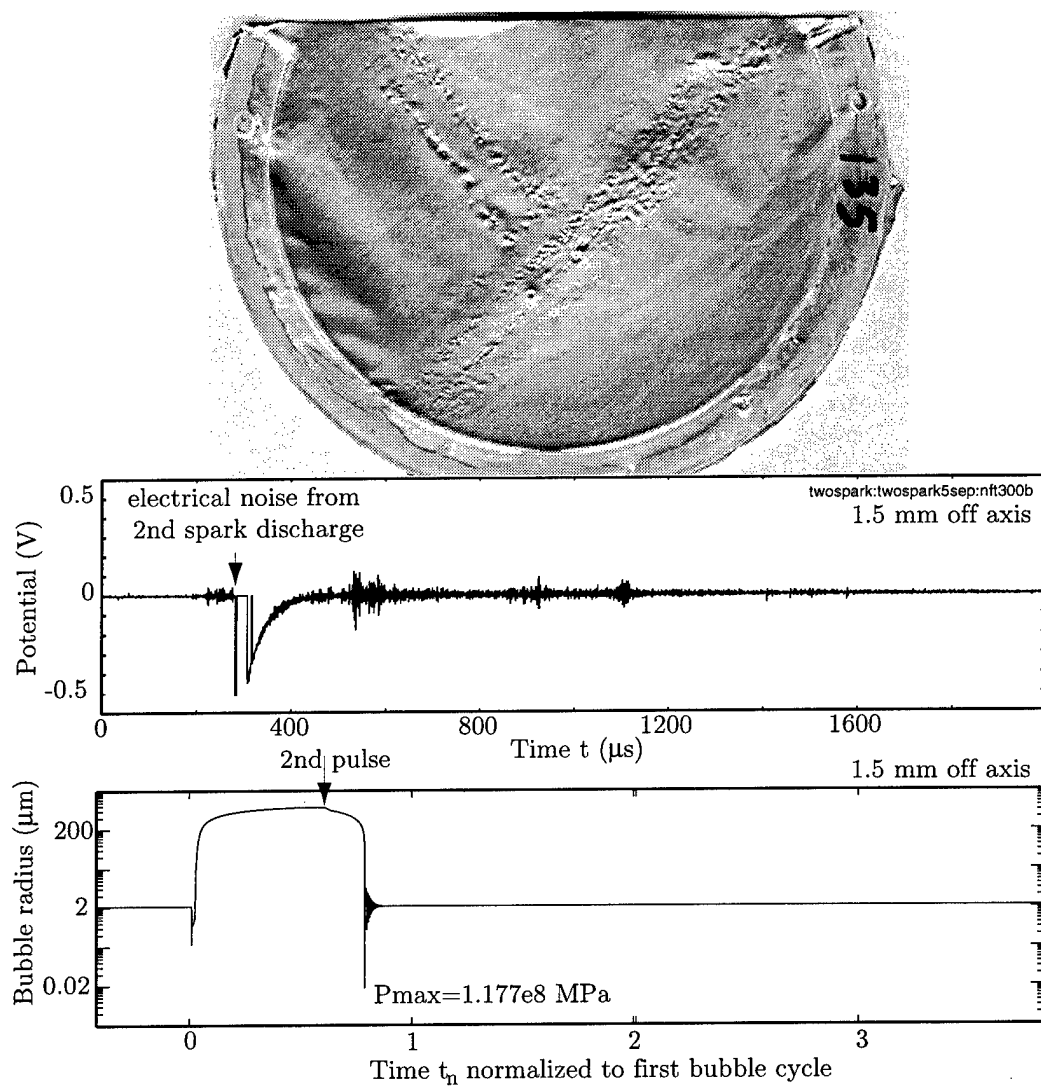 135
electrical noise from
2nd spark discharge
twospark:twospark5sep:nft300b
1.5 mm off axis
Potential (V)
0.5
0
-0.5
0 400 800 1200 1600
Time t (μs)
2nd pulse
1.5 mm off axis
Bubble radius (μm)
200
2
0.02
Pmax=1.177e8 MPa
0 1 2 3
Time tn normalized to first bubble cycle